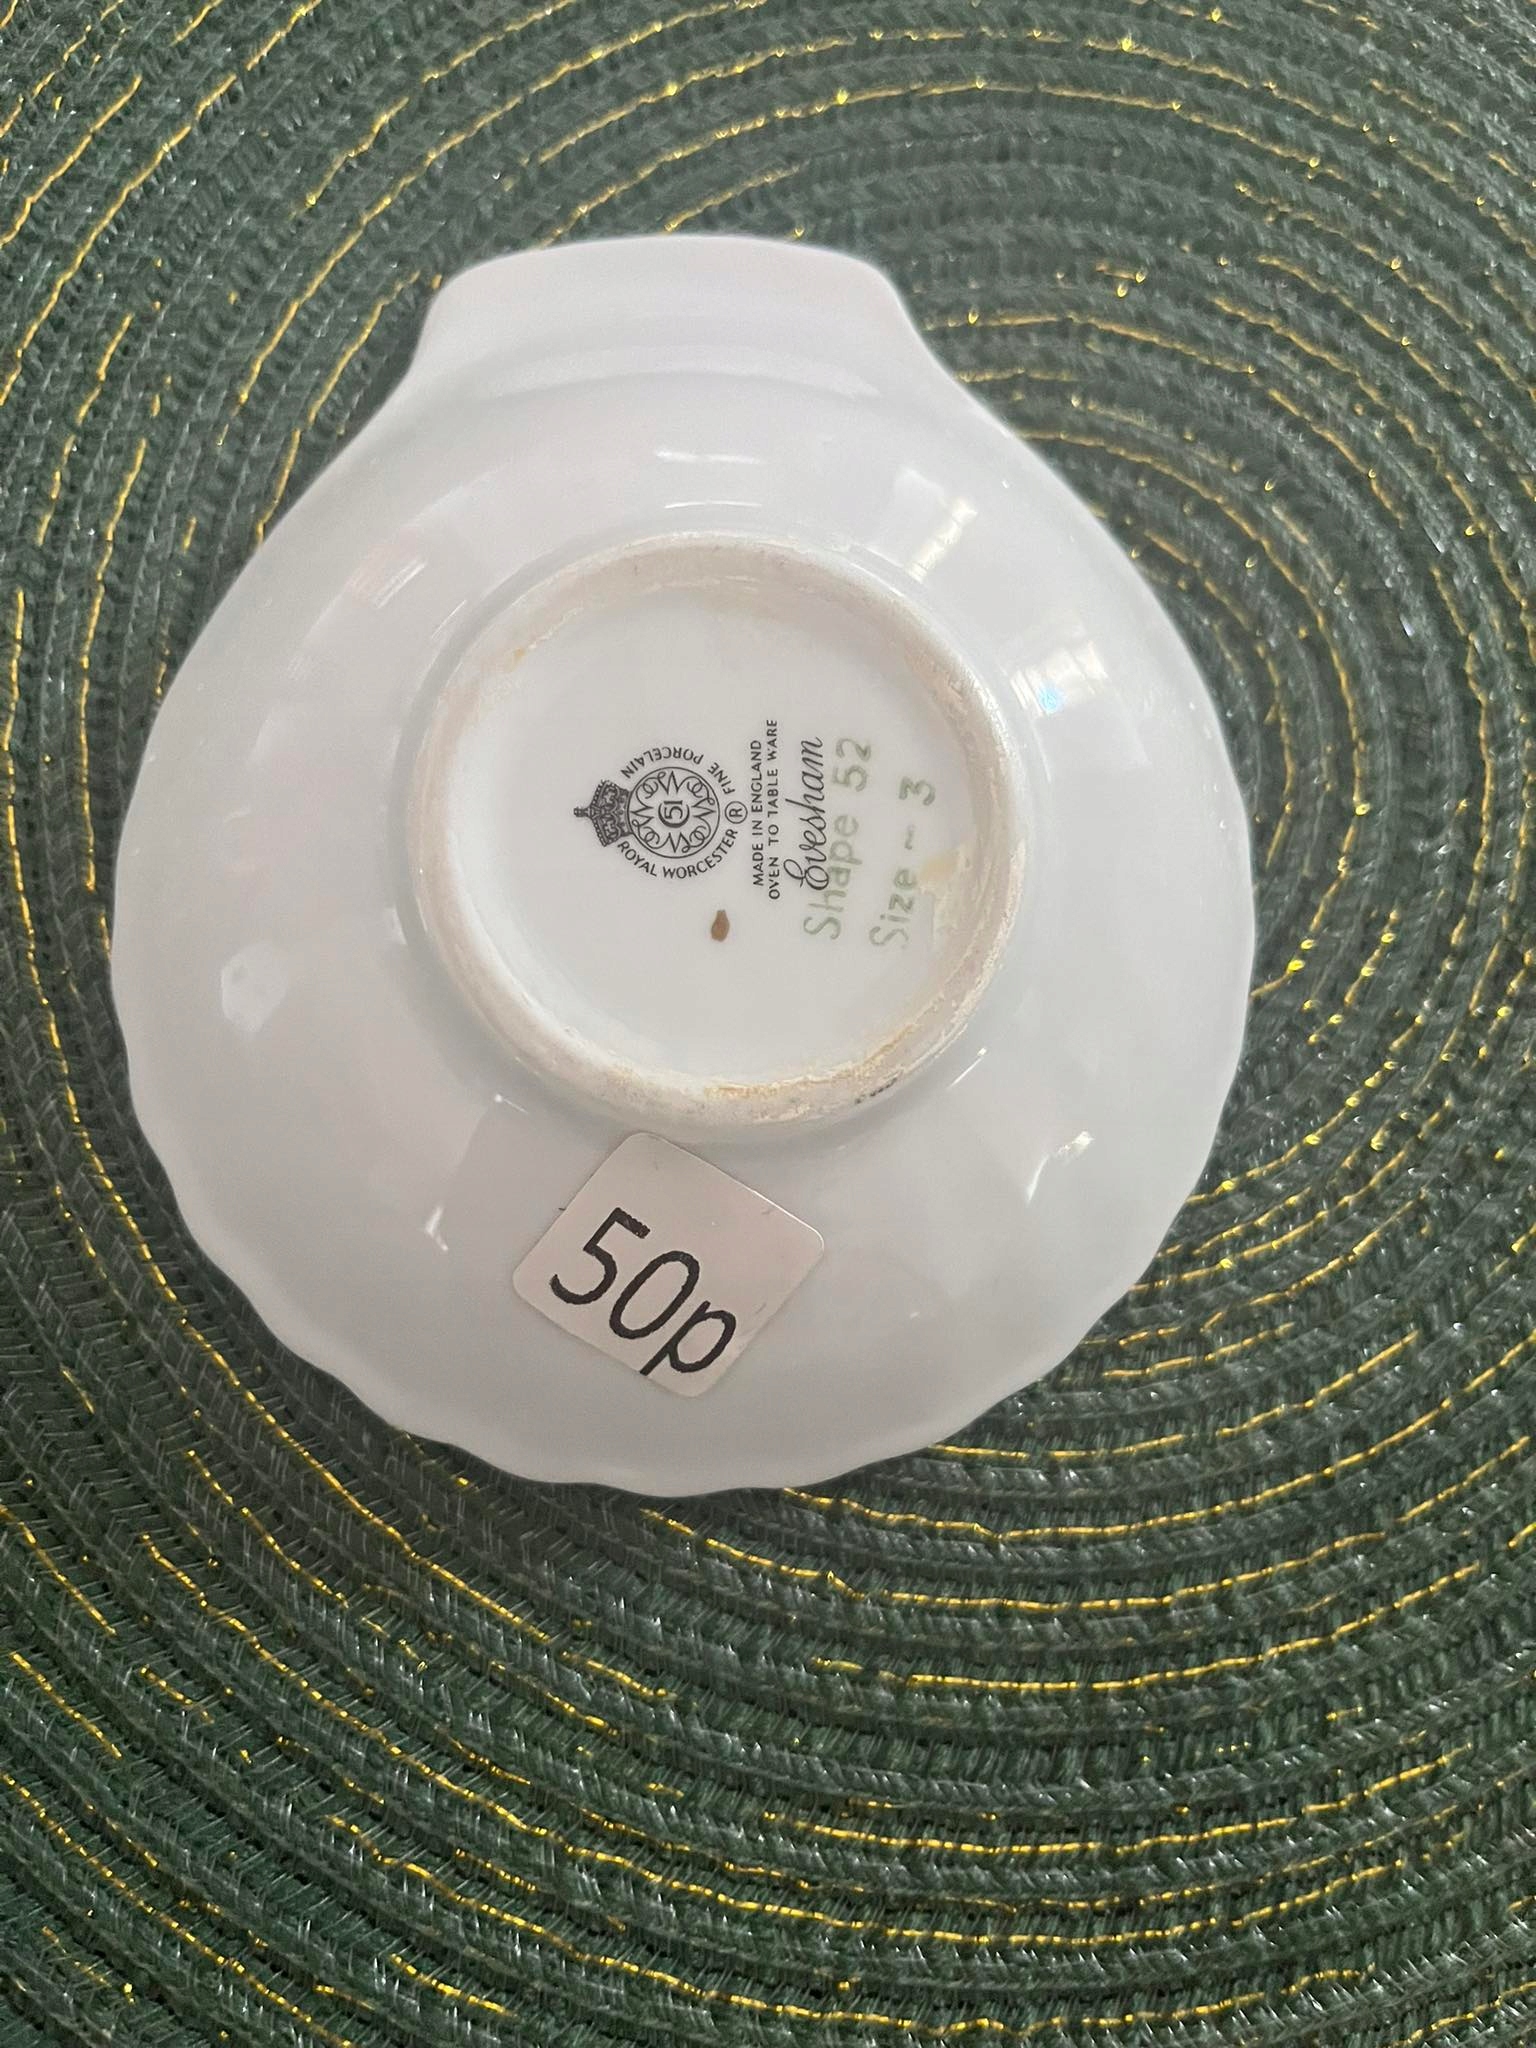 FINE PORCELAIN
51
ROYAL WORCESTER ®
MADE IN ENGLAND
OVEN TO TABLE WARE
Evesham
Shape 52
Size - 3
50p